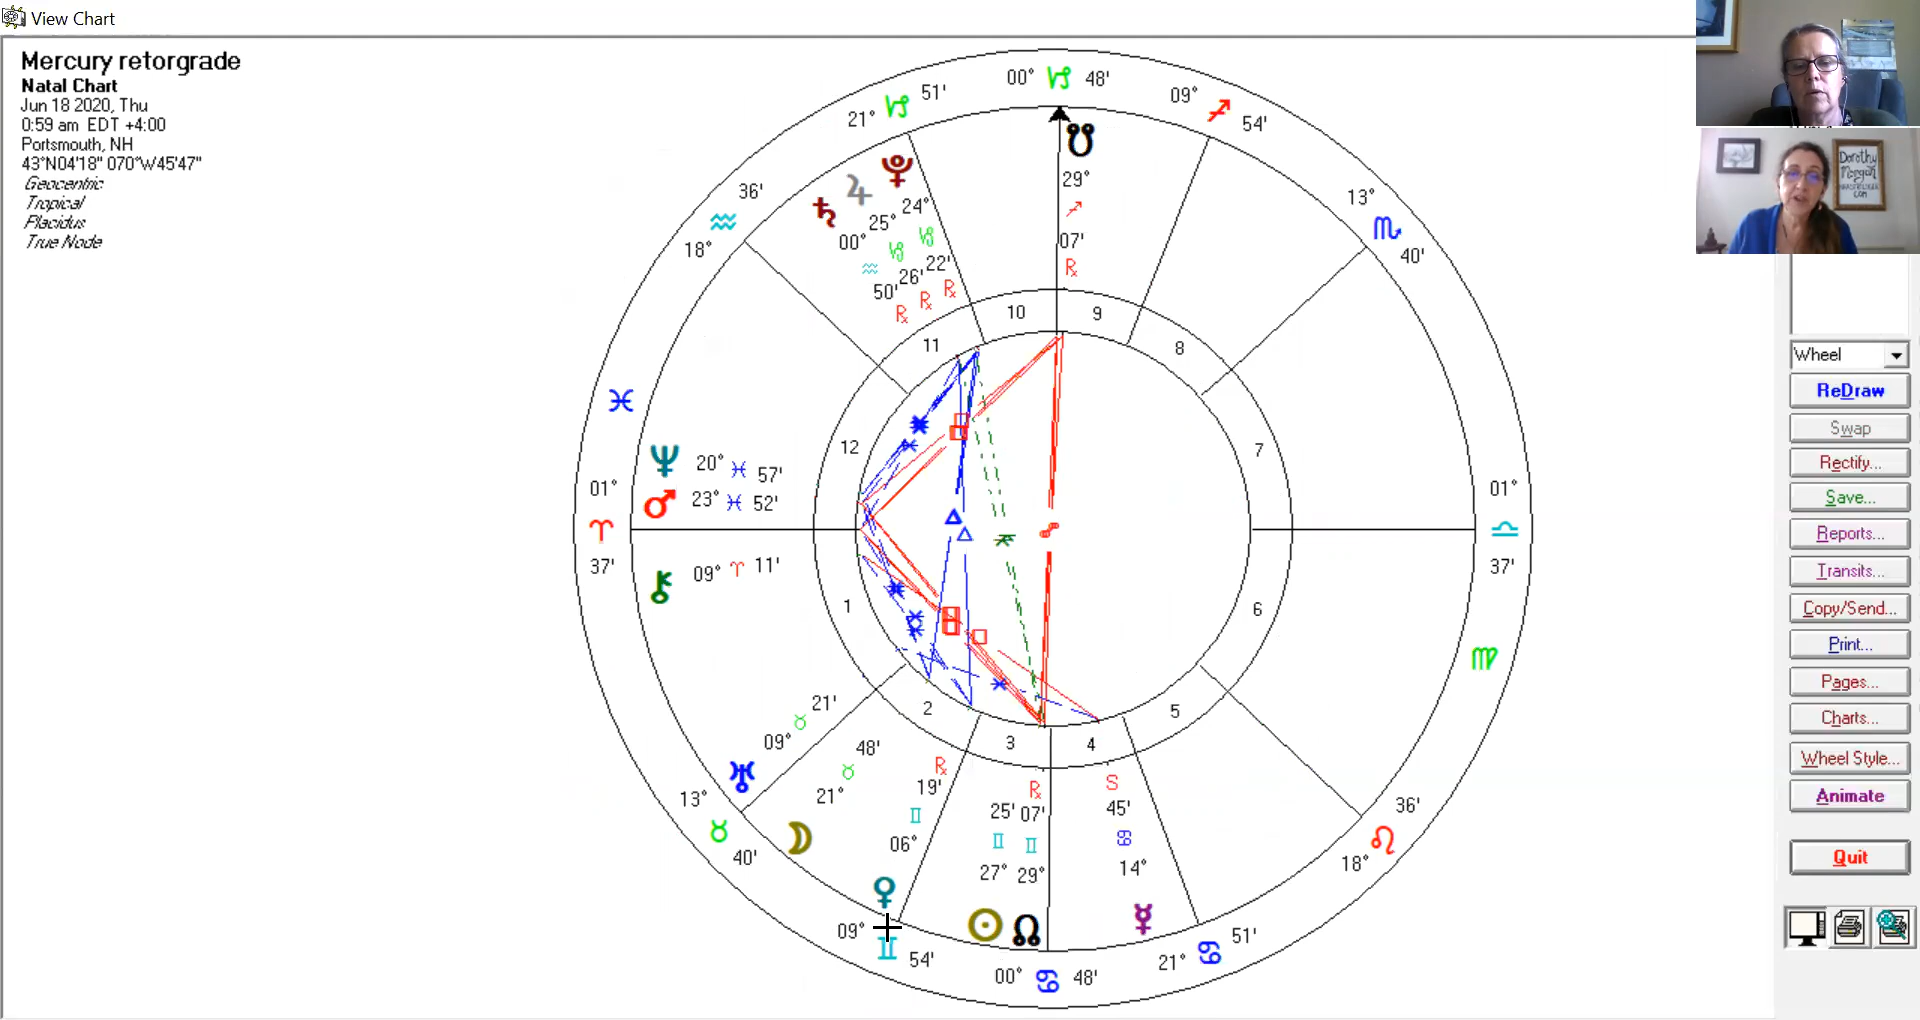 View Chart
Mercury retorgrade
Natal Chart
Jun 18 2020, Thu
0:59 am EDT +4:00
Portsmouth, NH
43°N04'18" 070°W45'47"
Geocentric
Tropical
Placidus
True Node
00° ♑ 48'
09° ♐ 54'
13° ♏ 40'
01° ♎ 37'
♍
18° ♌ 36'
21° ♋ 51'
00° ♋ 48'
09° ♊ 54'
13° ♉ 40'
01° ♈ 37'
♓
18° ♒ 36'
21° ♑ 51'
☋ 29° ♐ 07' ℞
♇ 24° ♑ 22' ℞
♃ 25° ♑ 26' ℞
♄ 00° ♒ 50' ℞
♆ 20° ♓ 57'
♂ 23° ♓ 52'
⚷ 09° ♈ 11'
♅ 09° ♉ 21'
☽ 21° ♉ 48'
♀ 06° ♊ 19' ℞
☉ 27° ♊ 25'
☊ 29° ♊ 07' ℞
☿ 14° ♋ 45' S
1
2
3
4
5
6
7
8
9
10
11
12
Dorothy
Morgan
COM
Wheel
ReDraw
Swap
Rectify...
Save...
Reports...
Transits...
Copy/Send...
Print...
Pages...
Charts...
Wheel Style...
Animate
Quit